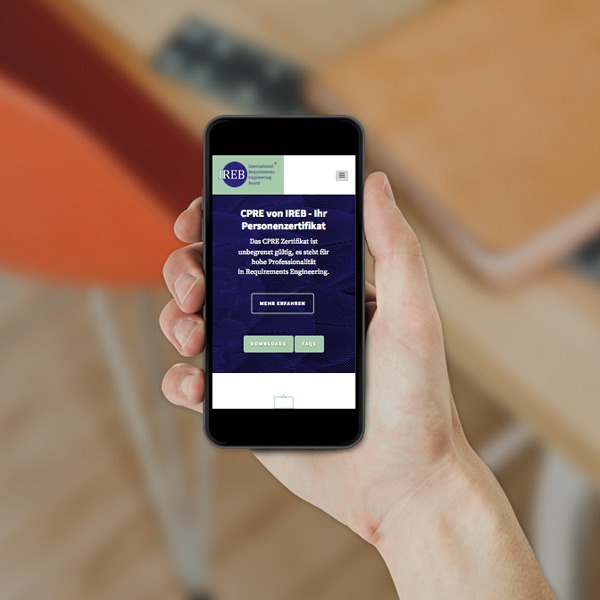 IREB
International
Requirements
Engineering
Board
CPRE von IREB - Ihr
Personenzertifikat
Das CPRE Zertifikat ist
unbegrenzt gültig, es steht für
hohe Professionalität
in Requirements Engineering.
MEHR ERFAHREN
DOWNLOADS FAQS